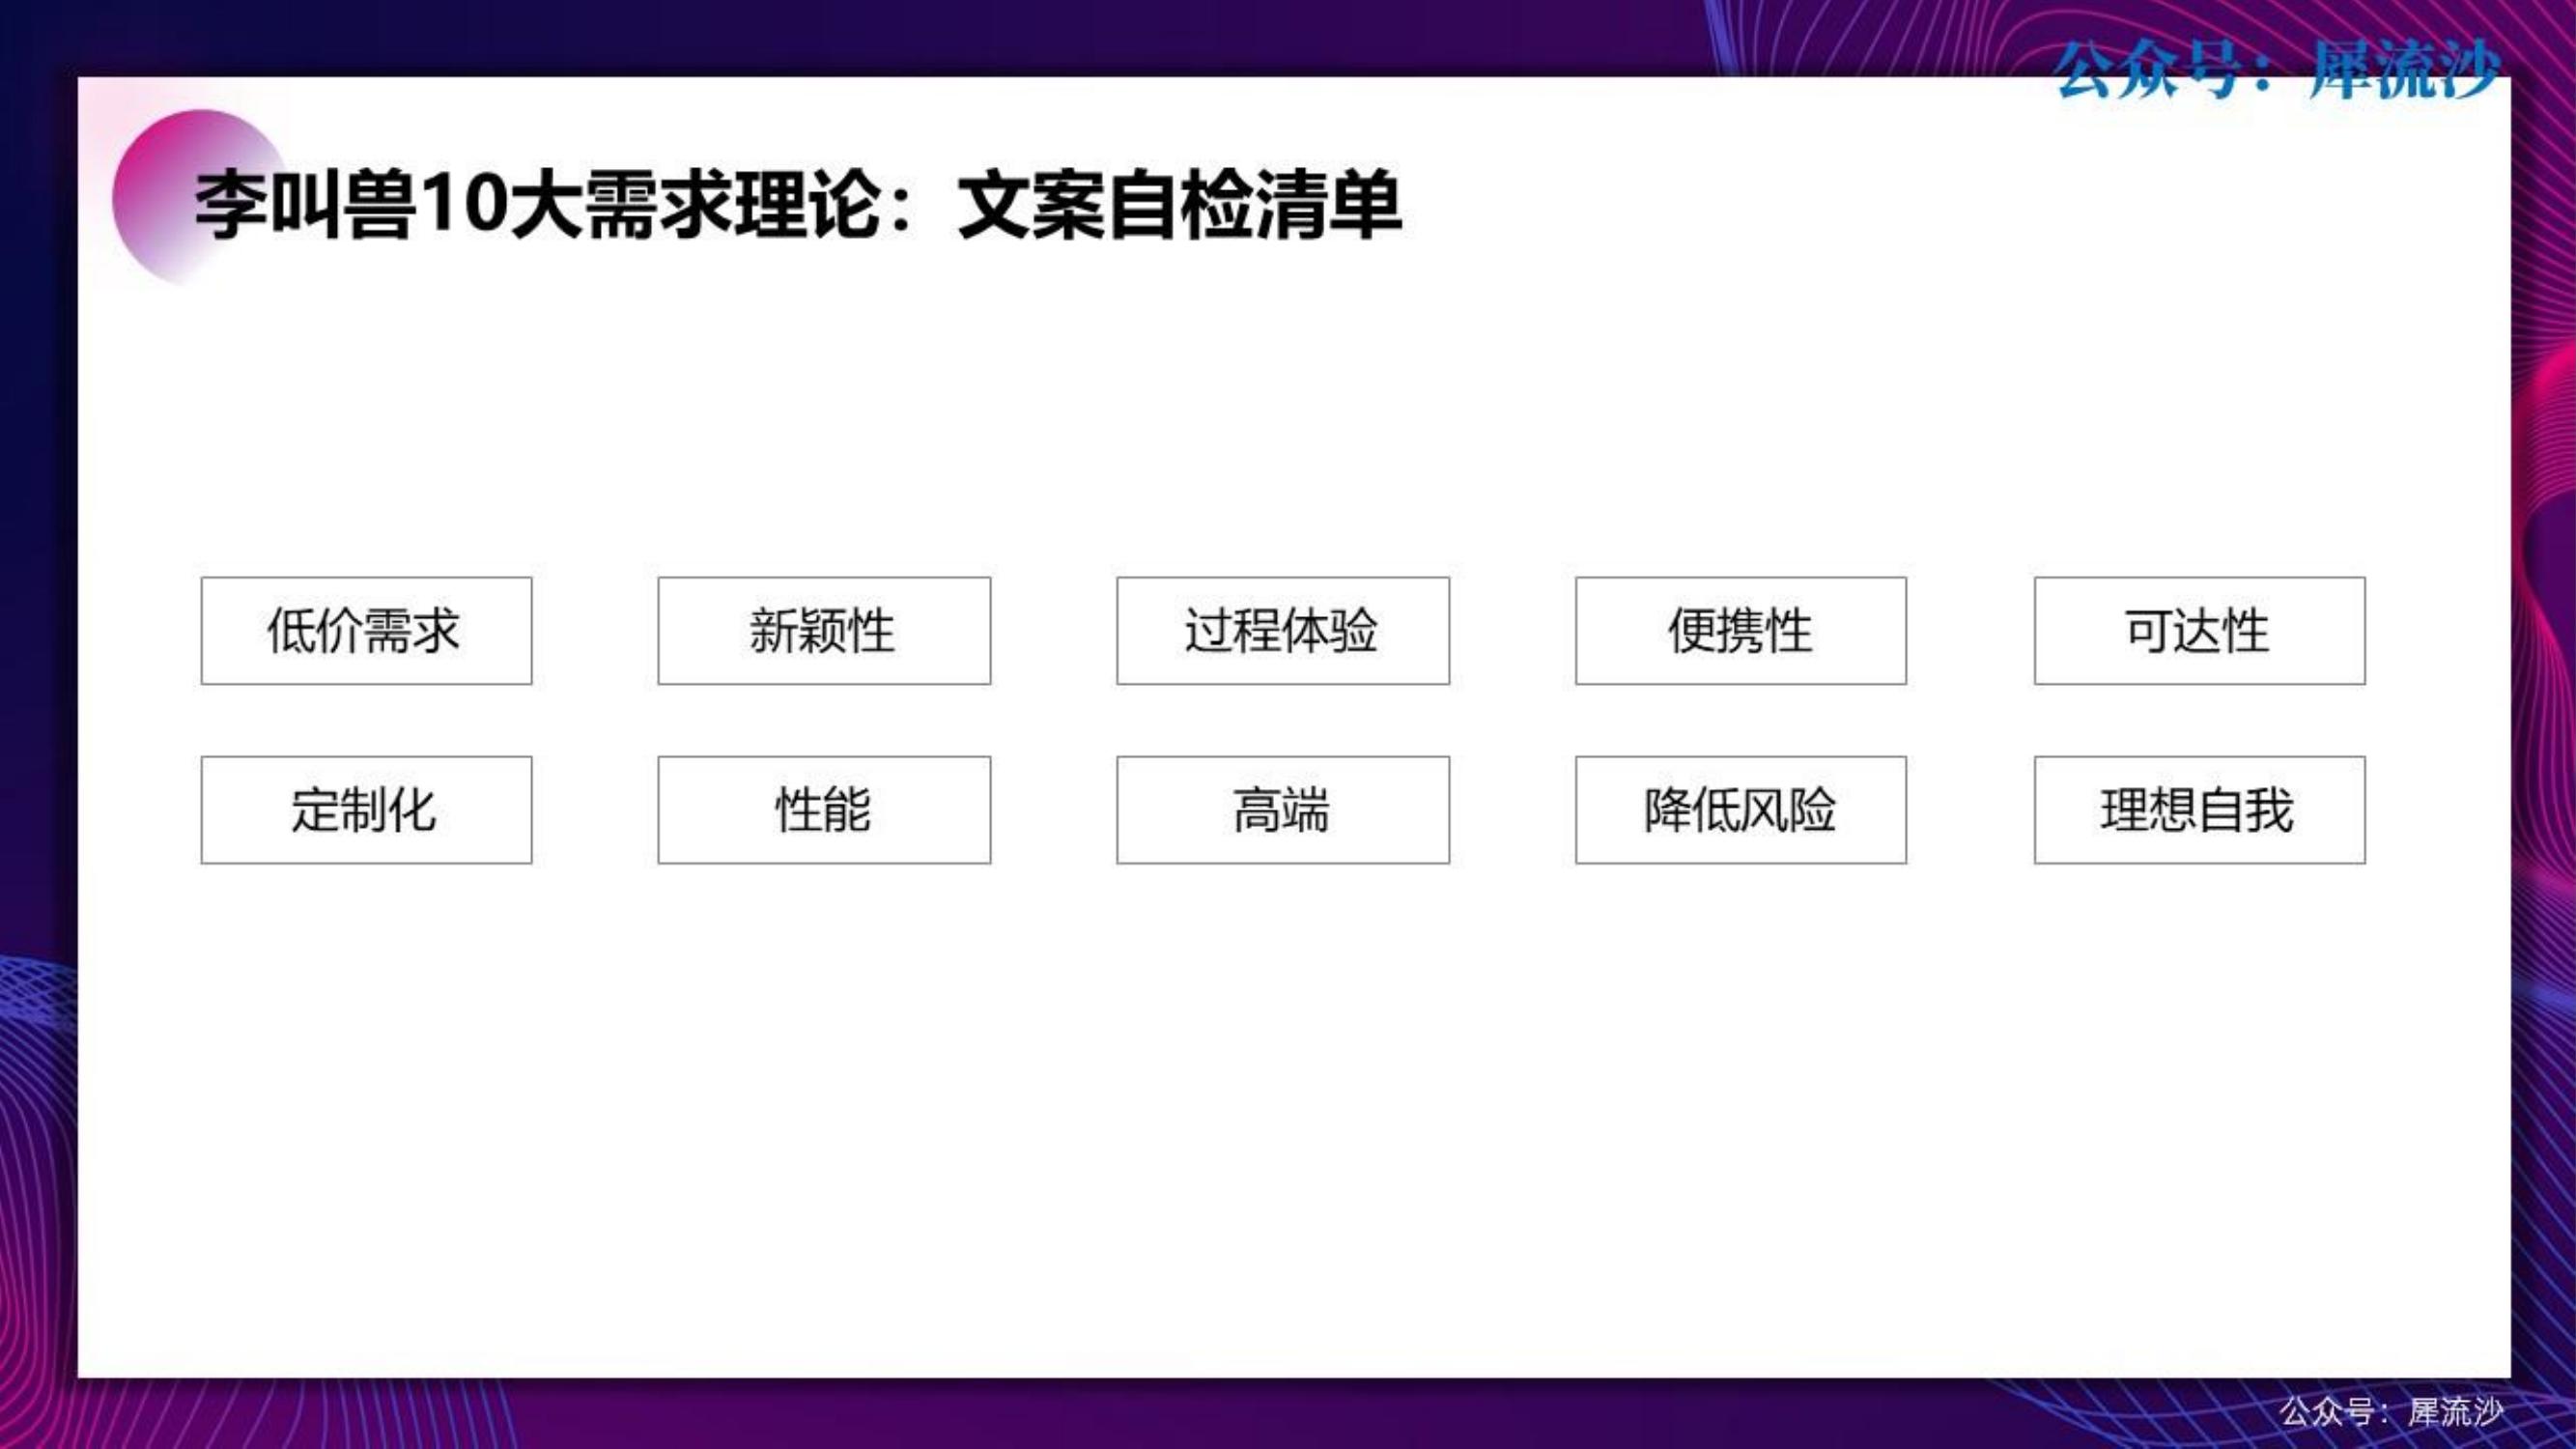 公众号：犀流沙
李叫兽10大需求理论：文案自检清单
低价需求
新颖性
过程体验
便携性
可达性
定制化
性能
高端
降低风险
理想自我
公众号：犀流沙